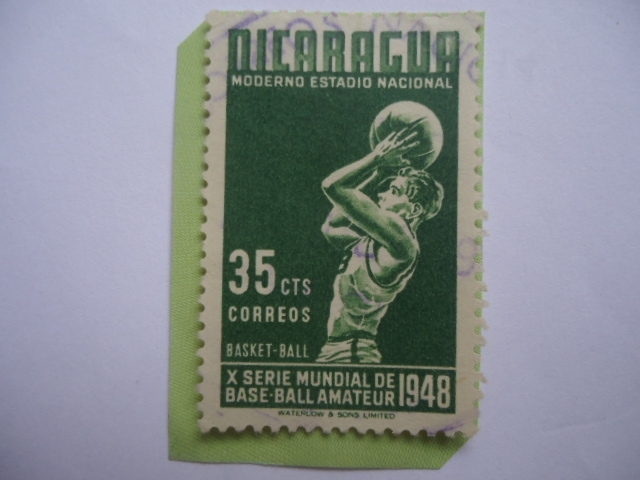 NICARAGUA
MODERNO ESTADIO NACIONAL
35 CTS
CORREOS
BASKET-BALL
X SERIE MUNDIAL DE
BASE-BALL AMATEUR 1948
WATERLOW & SONS LIMITED